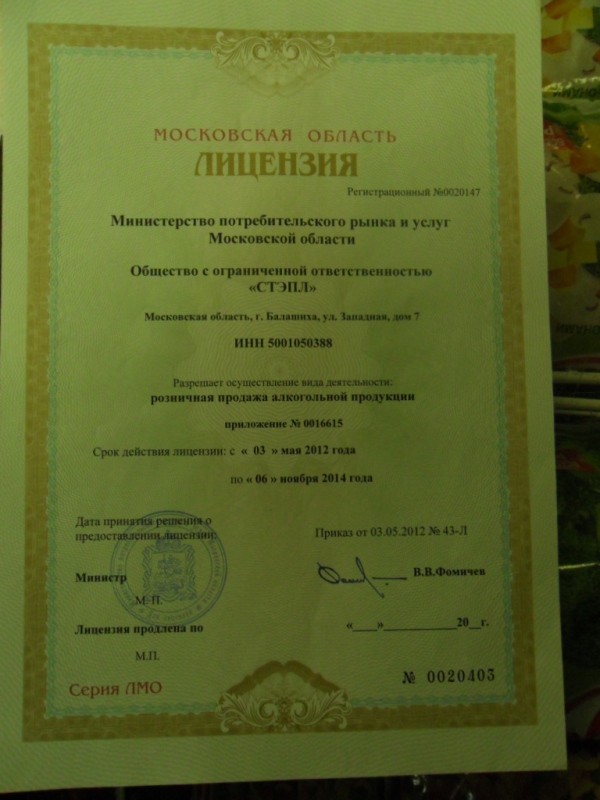 МОСКОВСКАЯ ОБЛАСТЬ
ЛИЦЕНЗИЯ
Регистрационный №0020147
Министерство потребительского рынка и услуг
Московской области
Общество с ограниченной ответственностью
«СТЭПЛ»
Московская область, г. Балашиха, ул. Западная, дом 7
ИНН 5001050388
Разрешает осуществление вида деятельности:
розничная продажа алкогольной продукции
приложение № 0016615
Срок действия лицензии: с « 03 » мая 2012 года
по « 06 » ноября 2014 года
Дата принятия решения о
предоставлении лицензии:
Приказ от 03.05.2012 № 43-Л
Министр
В.В.Фомичев
М.П.
Лицензия продлена по «____»____________20__г.
М.П.
№ 0020403
Серия ЛМО